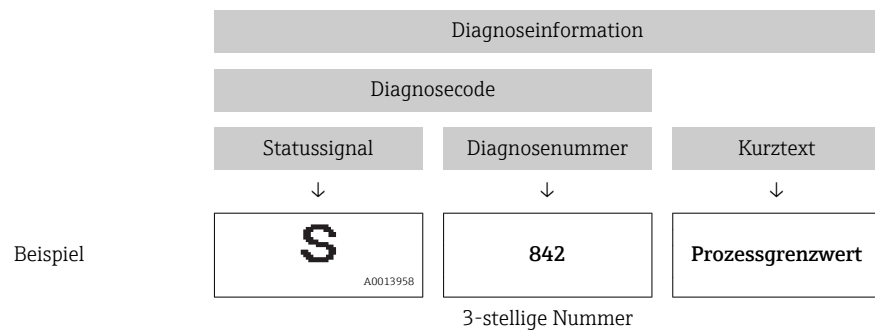 Diagnoseinformation
Diagnosecode
Statussignal Diagnosenummer Kurztext
↓ ↓ ↓
Beispiel S 842 Prozessgrenzwert
A0013958
3-stellige Nummer